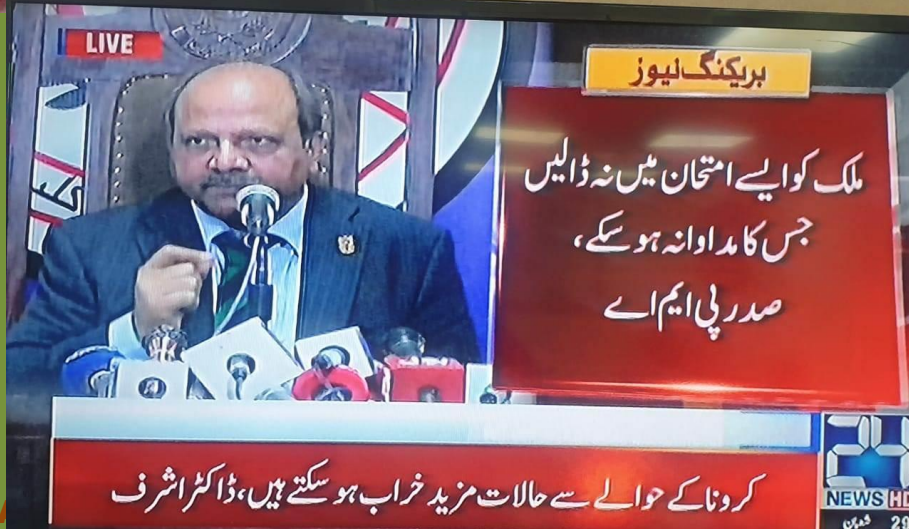 LIVE
بریکنگ نیوز
ملک کو ایسے امتحان میں نہ ڈالیں
جس کا مداوا نہ ہو سکے،
صدر پی ایم اے
کرونا کے حوالے سے حالات مزید خراب ہو سکتے ہیں، ڈاکٹر اشرف
24
NEWS HD